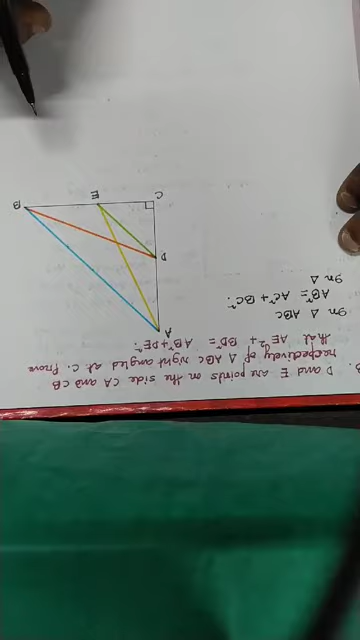 3.
D and E are points on the side CA and CB
respectively of Δ ABC right angled at C. Prove
that AE² + BD² = AB² + DE².
In Δ ABC
AB² = AC² + BC².
In Δ
A
D
C
E
B